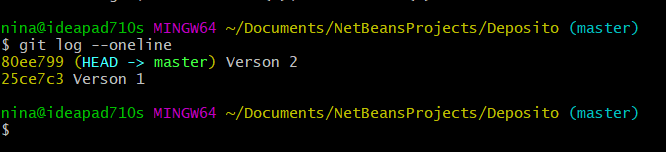 nina@ideapad710s MINGW64 ~/Documents/NetBeansProjects/Deposito (master)
$ git log --oneline
80ee799 (HEAD -> master) Verson 2
25ce7c3 Verson 1
nina@ideapad710s MINGW64 ~/Documents/NetBeansProjects/Deposito (master)
$